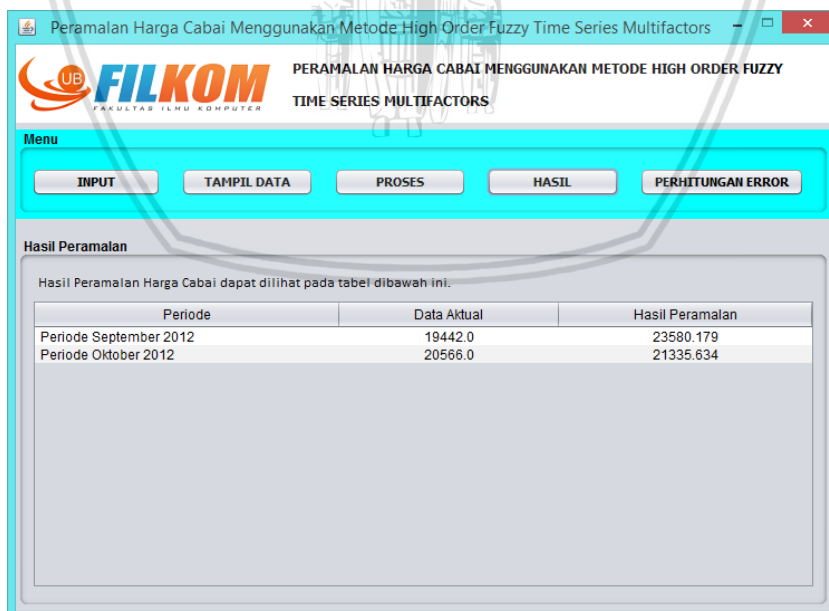 Peramalan Harga Cabai Menggunakan Metode High Order Fuzzy Time Series Multifactors
UB FILKOM
FAKULTAS ILMU KOMPUTER
PERAMALAN HARGA CABAI MENGGUNAKAN METODE HIGH ORDER FUZZY
TIME SERIES MULTIFACTORS
Menu
INPUT TAMPIL DATA PROSES HASIL PERHITUNGAN ERROR
Hasil Peramalan
Hasil Peramalan Harga Cabai dapat dilihat pada tabel dibawah ini.
Periode Data Aktual Hasil Peramalan
Periode September 2012 19442.0 23580.179
Periode Oktober 2012 20566.0 21335.634